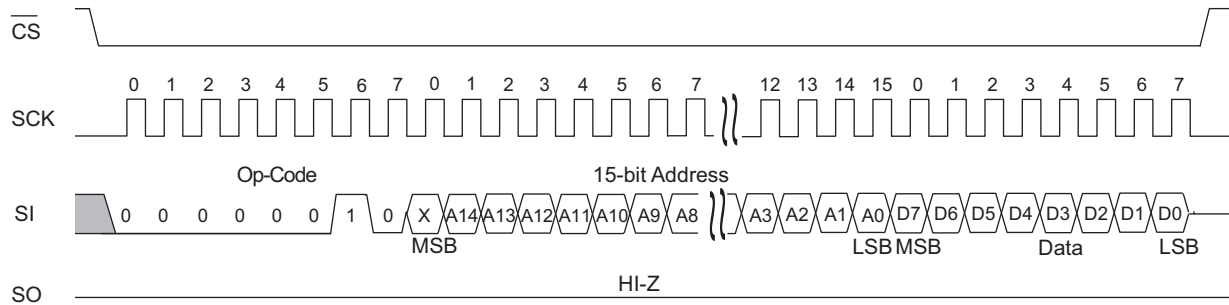 CS
0 1 2 3 4 5 6 7 0 1 2 3 4 5 6 7 12 13 14 15 0 1 2 3 4 5 6 7
SCK
Op-Code 15-bit Address
SI 0 0 0 0 0 0 1 0 X A14 A13 A12 A11 A10 A9 A8 A3 A2 A1 A0 D7 D6 D5 D4 D3 D2 D1 D0
MSB LSB MSB Data LSB
HI-Z
SO